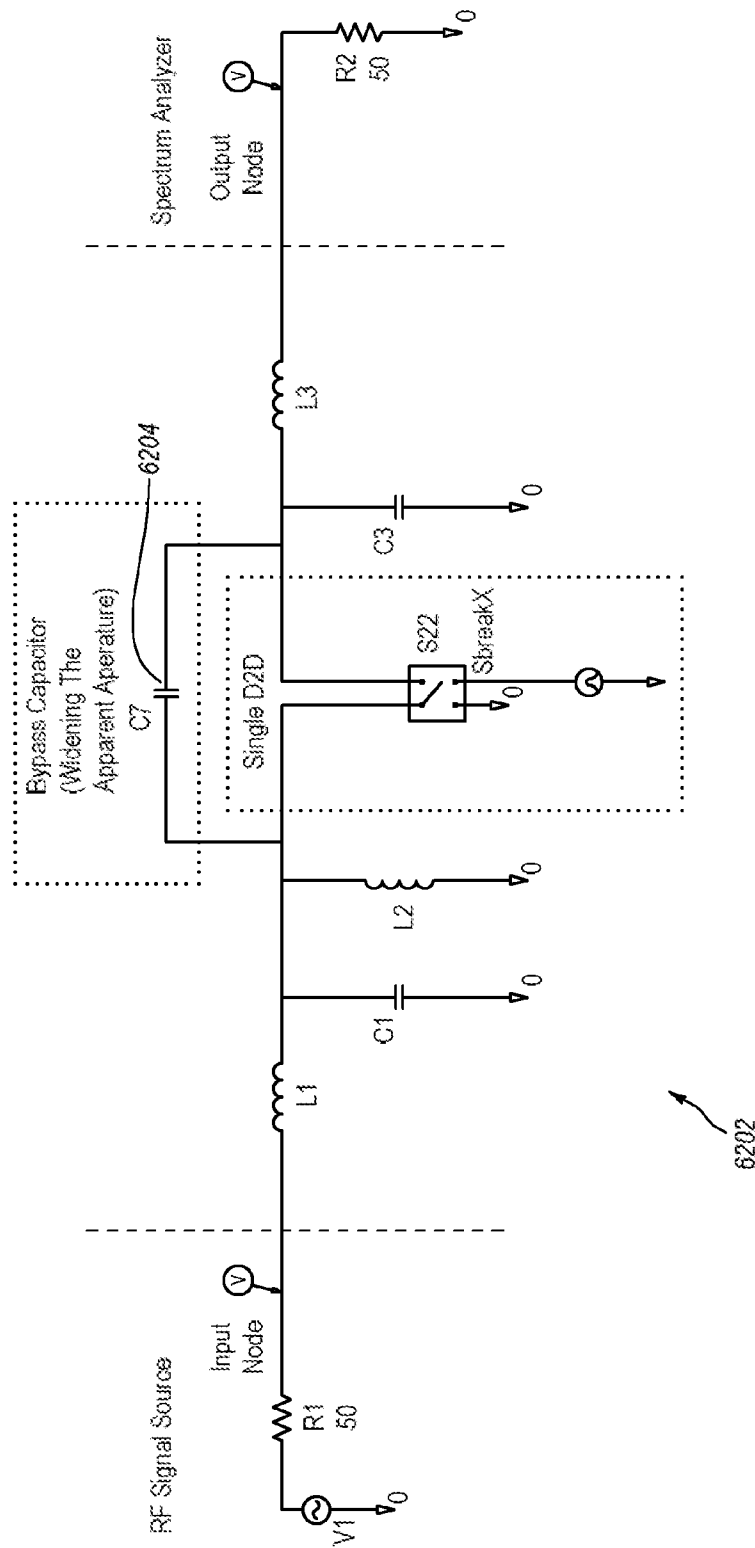 RF Signal Source
V1
0
R1
50
Input
Node
L1
C1
0
L2
0
Bypass Capacitor
(Widening The
Apparent Aperature)
C7
6204
Single D2D
S22
SbreakX
0
C3
0
L3
Spectrum Analyzer
Output
Node
V
V
R2
50
0
6202